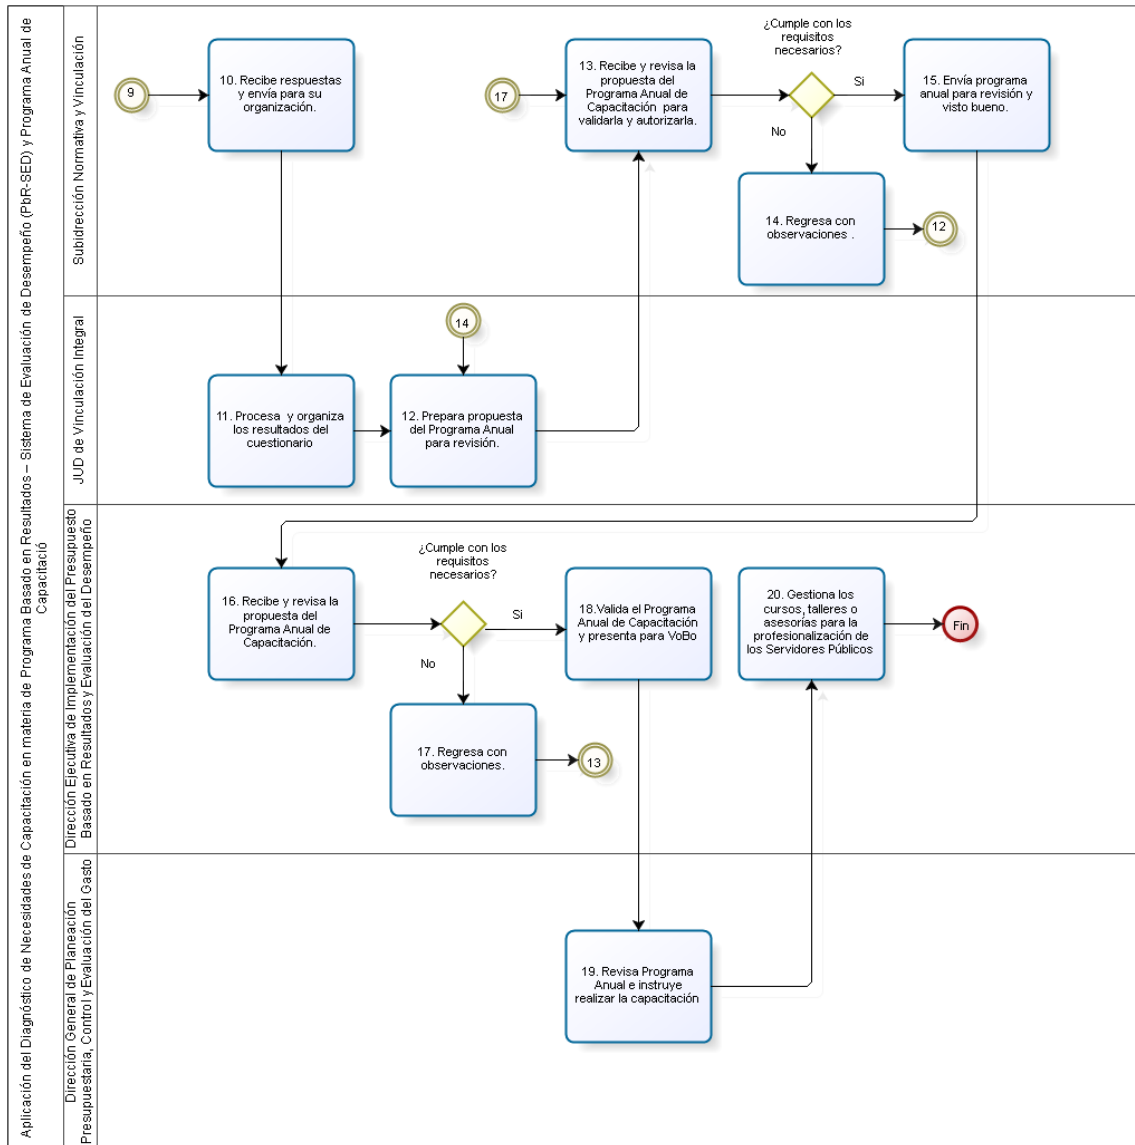 Aplicación del Diagnóstico de Necesidades de Capacitación en materia de Programa Basado en Resultados – Sistema de Evaluación de Desempeño (PbR-SED) y Programa Anual de
Capacitació
Subidrección Normativa y Vinculación
9
10. Recibe respuestas
y envía para su
organización.
17
13. Recibe y revisa la
propuesta del
Programa Anual de
Capacitación para
validarla y autorizarla.
¿Cumple con los
requisitos
necesarios?
Si
No
15. Envía programa
anual para revisión y
visto bueno.
14. Regresa con
observaciones .
12
JUD de Vinculación Integral
14
11. Procesa y organiza
los resultados del
cuestionario
12. Prepara propuesta
del Programa Anual
para revisión.
Dirección Ejecutiva de Implementación del Presupuesto
Basado en Resultados y Evaluación del Desempeño
16. Recibe y revisa la
propuesta del
Programa Anual de
Capacitación.
¿Cumple con los
requisitos
necesarios?
Si
No
18.Valida el Programa
Anual de Capacitación
y presenta para VoBo
20. Gestiona los
cursos, talleres o
asesorías para la
profesionalización de
los Servidores Públicos
Fin
17. Regresa con
observaciones.
13
Dirección General de Planeación
Presupuestaria, Control y Evaluación del Gasto
19. Revisa Programa
Anual e instruye
realizar la capacitación